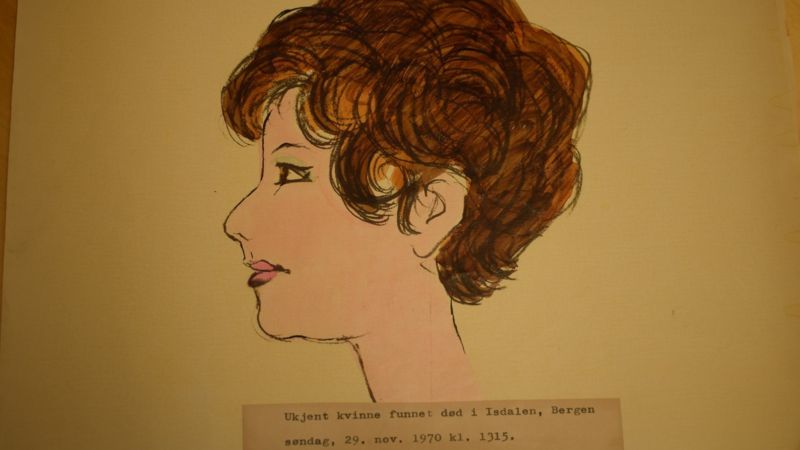 Ukjent kvinne funnet død i Isdalen, Bergen
søndag, 29. nov. 1970 kl. 1315.